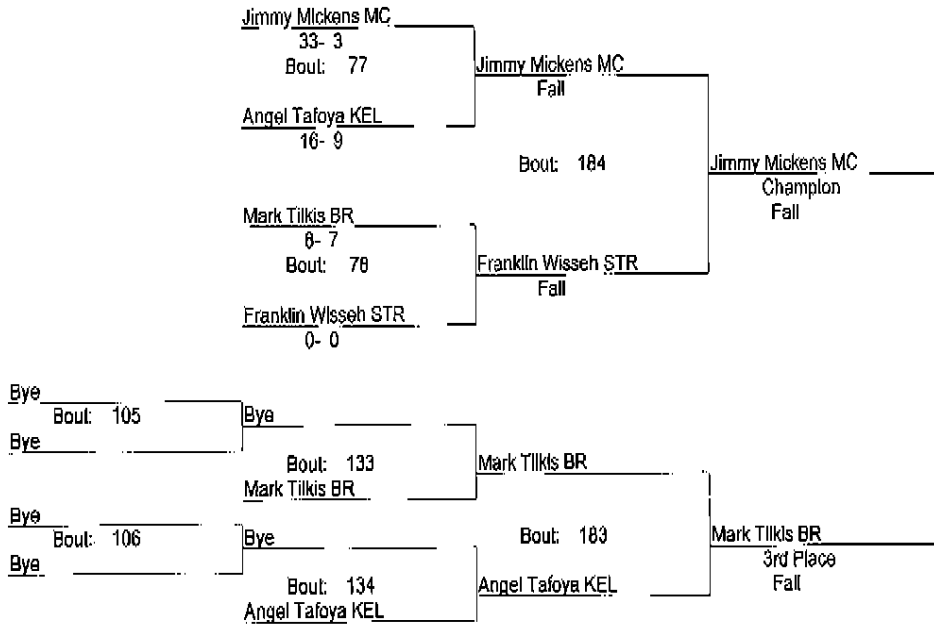 Jimmy Mickens MC
33- 3
Bout: 77
Jimmy Mickens MC
Fall
Angel Tafoya KEL
16- 9
Bout: 184
Jimmy Mickens MC
Champion
Fall
Mark Tilkis BR
6- 7
Bout: 78
Franklin Wisseh STR
Fall
Franklin Wisseh STR
0- 0
Bye
Bout: 105
Bye
Bye
Bout: 133
Mark Tilkis BR
Mark Tilkis BR
Bye
Bout: 106
Bye
Bye
Bout: 183
Mark Tilkis BR
3rd Place
Fall
Bout: 134
Angel Tafoya KEL
Angel Tafoya KEL